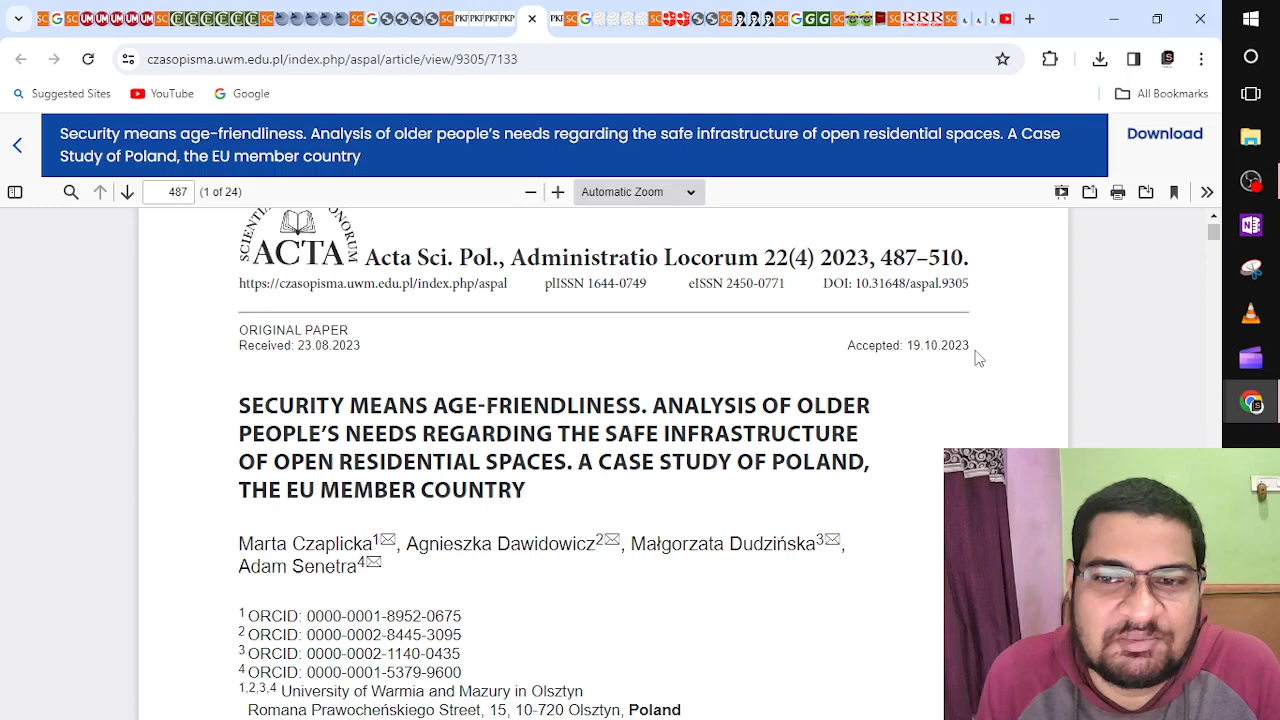 czasopisma.uwm.edu.pl/index.php/aspal/article/view/9305/7133
Suggested Sites
YouTube
Google
All Bookmarks
Security means age-friendliness. Analysis of older people's needs regarding the safe infrastructure of open residential spaces. A Case
Study of Poland, the EU member country
Download
487 (1 of 24)
Automatic Zoom
SCIENTI
ONORUM
ACTA
Acta Sci. Pol., Administratio Locorum 22(4) 2023, 487–510.
https://czasopisma.uwm.edu.pl/index.php/aspal
plISSN 1644-0749
eISSN 2450-0771
DOI: 10.31648/aspal.9305
ORIGINAL PAPER
Received: 23.08.2023
Accepted: 19.10.2023
SECURITY MEANS AGE-FRIENDLINESS. ANALYSIS OF OLDER
PEOPLE'S NEEDS REGARDING THE SAFE INFRASTRUCTURE
OF OPEN RESIDENTIAL SPACES. A CASE STUDY OF POLAND,
THE EU MEMBER COUNTRY
Marta Czaplicka1✉, Agnieszka Dawidowicz2✉, Małgorzata Dudzińska3✉,
Adam Senetra4✉
1 ORCID: 0000-0001-8952-0675
2 ORCID: 0000-0002-8445-3095
3 ORCID: 0000-0002-1140-0435
4 ORCID: 0000-0001-5379-9600
1,2,3,4 University of Warmia and Mazury in Olsztyn
Romana Prawocheńskiego Street, 15, 10-720 Olsztyn, Poland